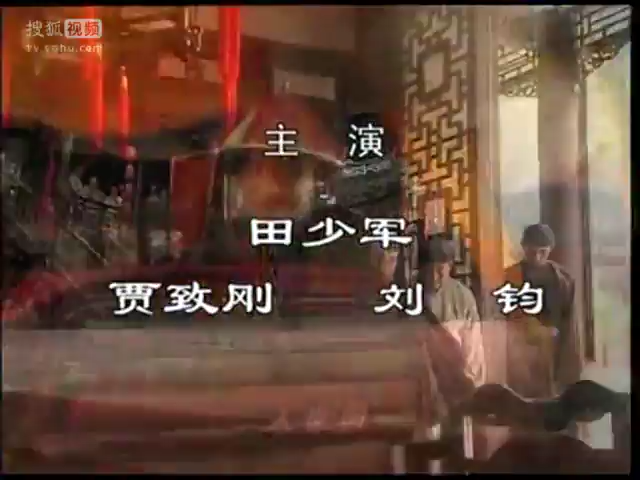 搜狐视频
tv.sohu.com
主 演
田少军
贾致刚 刘 钧